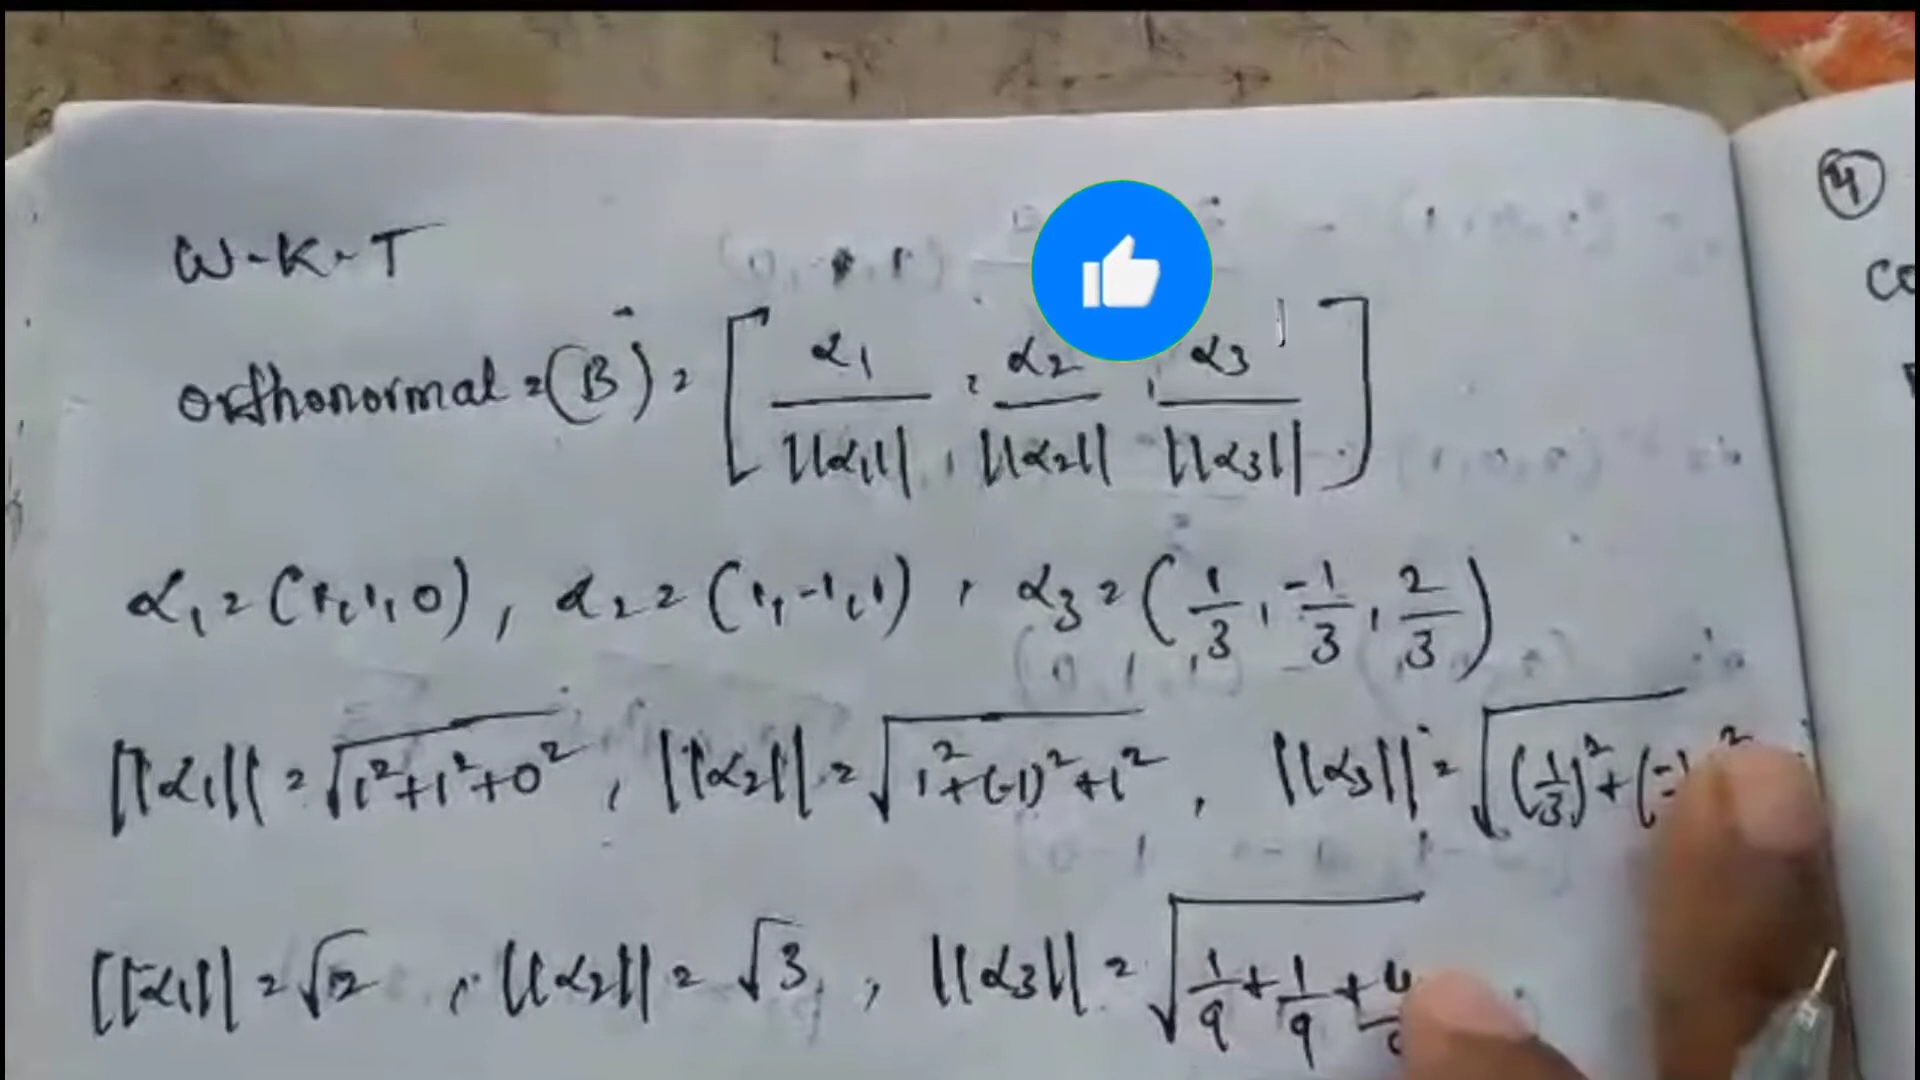 W.K.T
④
Orthonormal = (B) = [ α1/||α1|| , α2/||α2|| , α3/||α3|| ]
α1 = (1,1,0), α2 = (1,-1,1), α3 = (1/3, -1/3, 2/3)
||α1|| = √1²+1²+0², ||α2|| = √1²+(-1)²+1², ||α3|| = √(1/3)²+(
||α1|| = √2, ||α2|| = √3, ||α3|| = √1/9+1/9+4